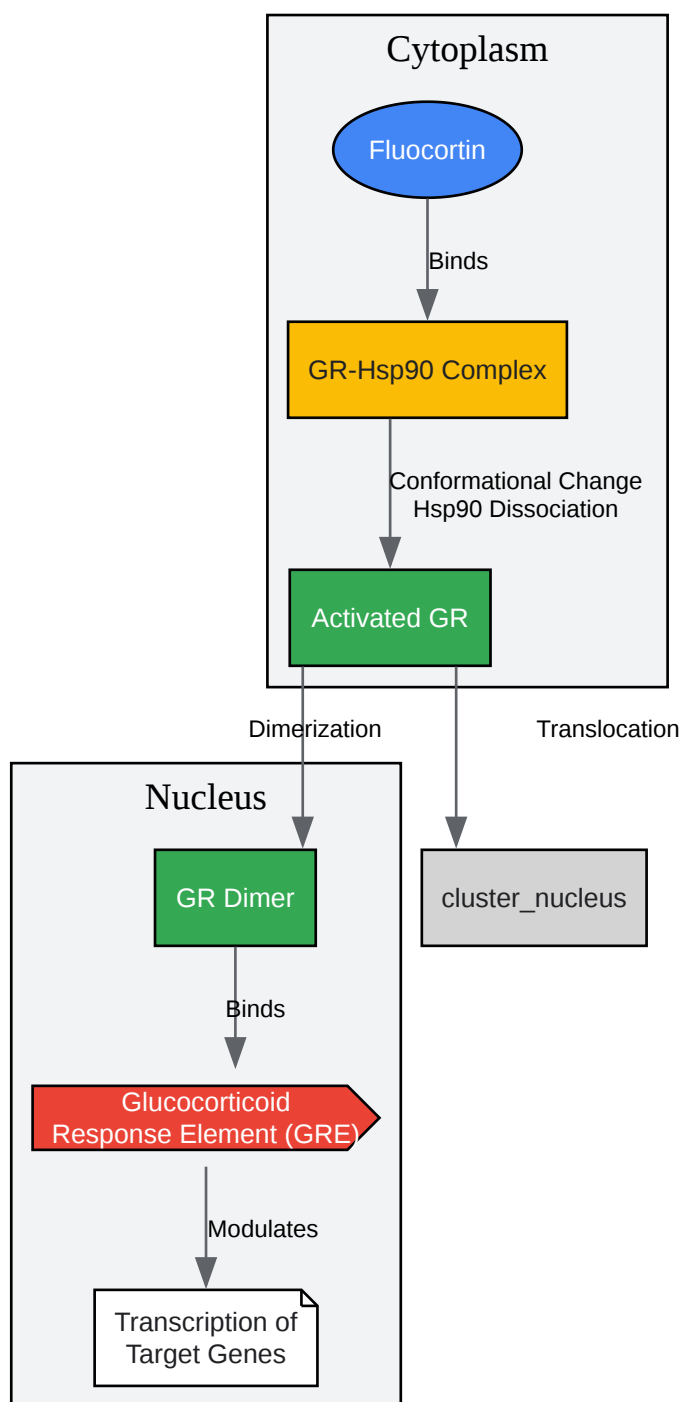 Cytoplasm
Fluocortin
Binds
GR-Hsp90 Complex
Conformational Change
Hsp90 Dissociation
Activated GR
Dimerization
Translocation
Nucleus
GR Dimer
cluster_nucleus
Binds
Glucocorticoid
Response Element (GRE)
Modulates
Transcription of
Target Genes